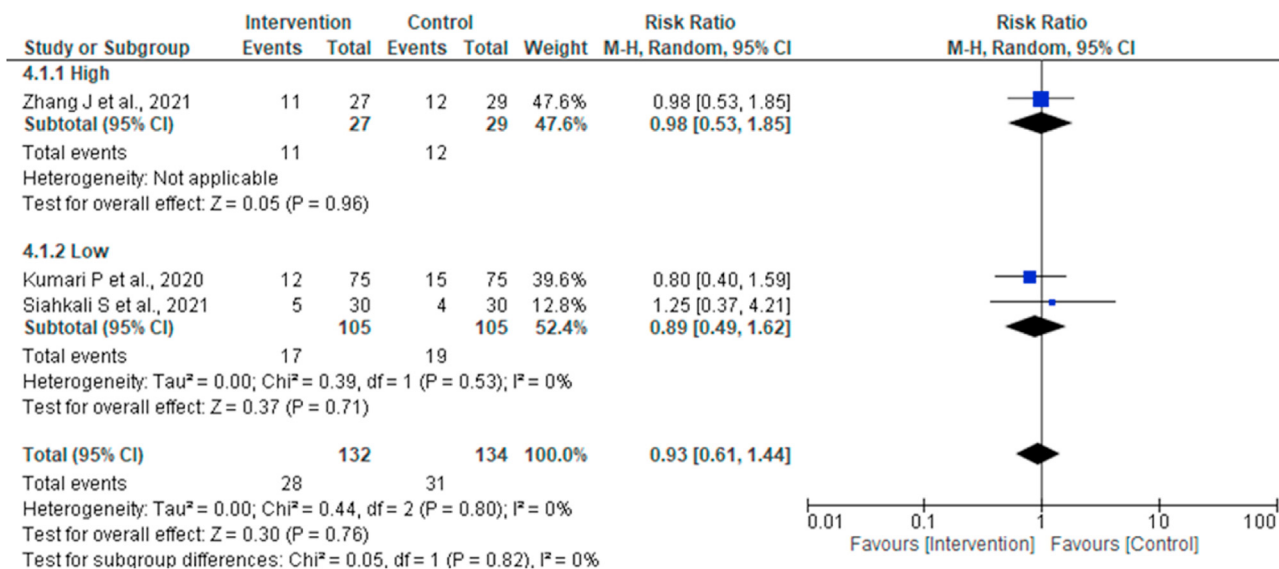 Intervention Control Risk Ratio Risk Ratio
Study or Subgroup Events Total Events Total Weight M-H, Random, 95% CI M-H, Random, 95% CI
4.1.1 High
Zhang J et al., 2021 11 27 12 29 47.6% 0.98 [0.53, 1.85]
Subtotal (95% CI) 27 29 47.6% 0.98 [0.53, 1.85]
Total events 11 12
Heterogeneity: Not applicable
Test for overall effect: Z = 0.05 (P = 0.96)
4.1.2 Low
Kumari P et al., 2020 12 75 15 75 39.6% 0.80 [0.40, 1.59]
Siahkali S et al., 2021 5 30 4 30 12.8% 1.25 [0.37, 4.21]
Subtotal (95% CI) 105 105 52.4% 0.89 [0.49, 1.62]
Total events 17 19
Heterogeneity: Tau² = 0.00; Chi² = 0.39, df = 1 (P = 0.53); I² = 0%
Test for overall effect: Z = 0.37 (P = 0.71)
Total (95% CI) 132 134 100.0% 0.93 [0.61, 1.44]
Total events 28 31
Heterogeneity: Tau² = 0.00; Chi² = 0.44, df = 2 (P = 0.80); I² = 0%
Test for overall effect: Z = 0.30 (P = 0.76)
Test for subgroup differences: Chi² = 0.05, df = 1 (P = 0.82), I² = 0%
0.01 0.1 1 10 100
Favours [Intervention] Favours [Control]